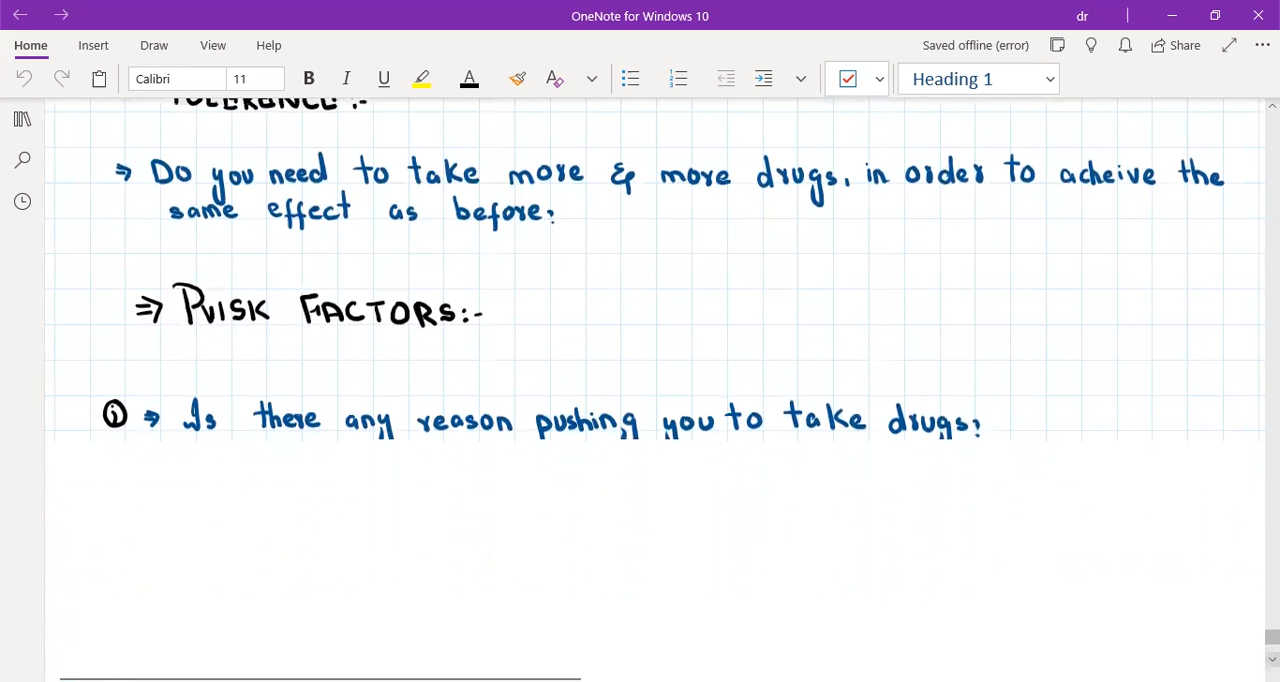 OneNote for Windows 10
dr
Home Insert Draw View Help
Saved offline (error)
Share
Calibri
11
B I U
A
Heading 1
TOLERANCE :-
⇒ Do you need to take more & more drugs, in order to acheive the
same effect as before?
⇒ RISK FACTORS:-
① ⇒ Is there any reason pushing you to take drugs?